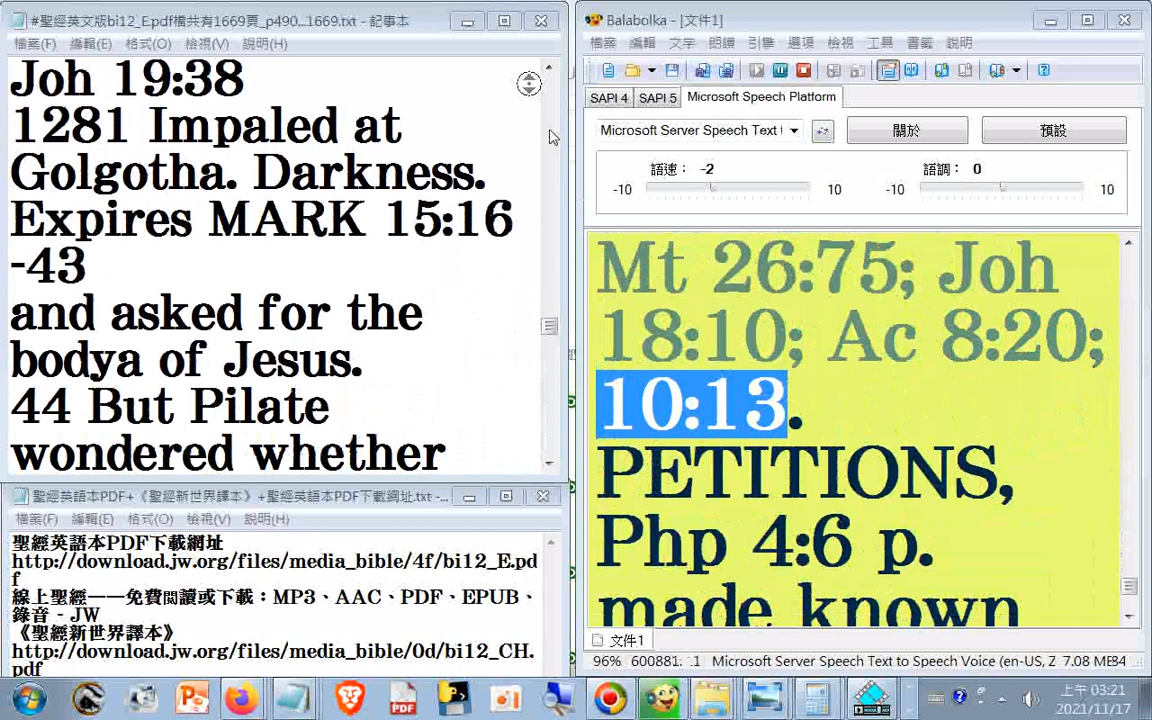 #聖經英文版bi12_E.pdf檔共有1669頁_p490...1669.txt - 記事本
檔案(F) 編輯(E) 格式(O) 檢視(V) 說明(H)
Joh 19:38
1281 Impaled at
Golgotha. Darkness.
Expires MARK 15:16
-43
and asked for the
bodya of Jesus.
44 But Pilate
wondered whether
聖經英語本PDF+《聖經新世界譯本》+聖經英語本PDF下載網址.txt -...
檔案(F) 編輯(E) 格式(O) 檢視(V) 說明(H)
聖經英語本PDF下載網址
http://download.jw.org/files/media_bible/4f/bi12_E.pd
f
線上聖經——免費閱讀或下載：MP3、AAC、PDF、EPUB、
錄音 - JW
《聖經新世界譯本》
http://download.jw.org/files/media_bible/0d/bi12_CH.
pdf
Balabolka - [文件1]
檔案 編輯 文字 朗讀 引擎 選項 檢視 工具 書籤 說明
SAPI 4 SAPI 5 Microsoft Speech Platform
Microsoft Server Speech Text 關於 預設
語速： -2 語調： 0
-10 10 -10 10
Mt 26:75; Joh
18:10; Ac 8:20;
10:13.
PETITIONS,
Php 4:6 p.
made known
文件1
96% 600881. .1 Microsoft Server Speech Text to Speech Voice (en-US, Z 7.08 MB
上午 03:21
2021/11/17